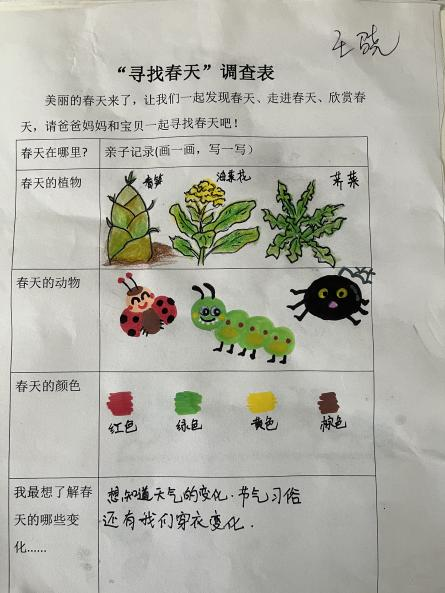 王晓
“寻找春天”调查表
美丽的春天来了，让我们一起发现春天、走进春天、欣赏春
天，请爸爸妈妈和宝贝一起寻找春天吧！
春天在哪里? 亲子记录(画一画，写一写)
春天的植物 春笋 油菜花 荠菜
春天的动物
春天的颜色
红色 绿色 黄色 棕色
我最想了解春
天的哪些变
化......
想知道天气的变化.节气习俗
还有我们穿衣变化.